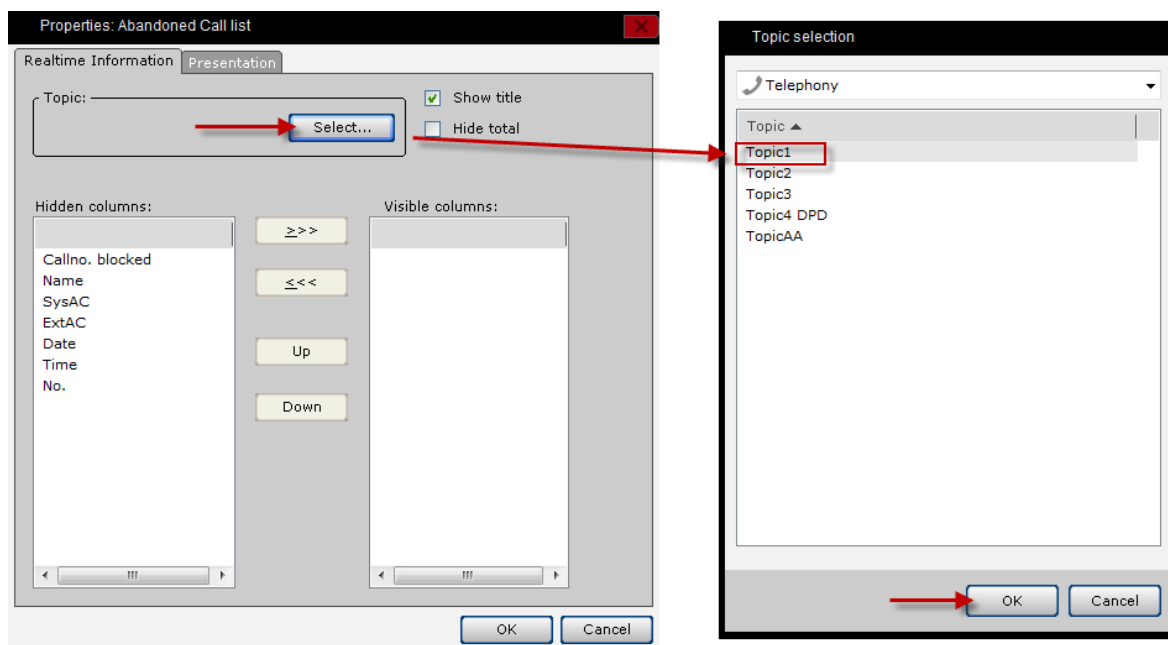 Properties: Abandoned Call list
Realtime Information
Presentation
Topic:
Select...
Show title
Hide total
Hidden columns:
Callno. blocked
Name
SysAC
ExtAC
Date
Time
No.
>>>
<<<
Up
Down
Visible columns:
OK
Cancel
Topic selection
Telephony
Topic
Topic1
Topic2
Topic3
Topic4 DPD
TopicAA
OK
Cancel